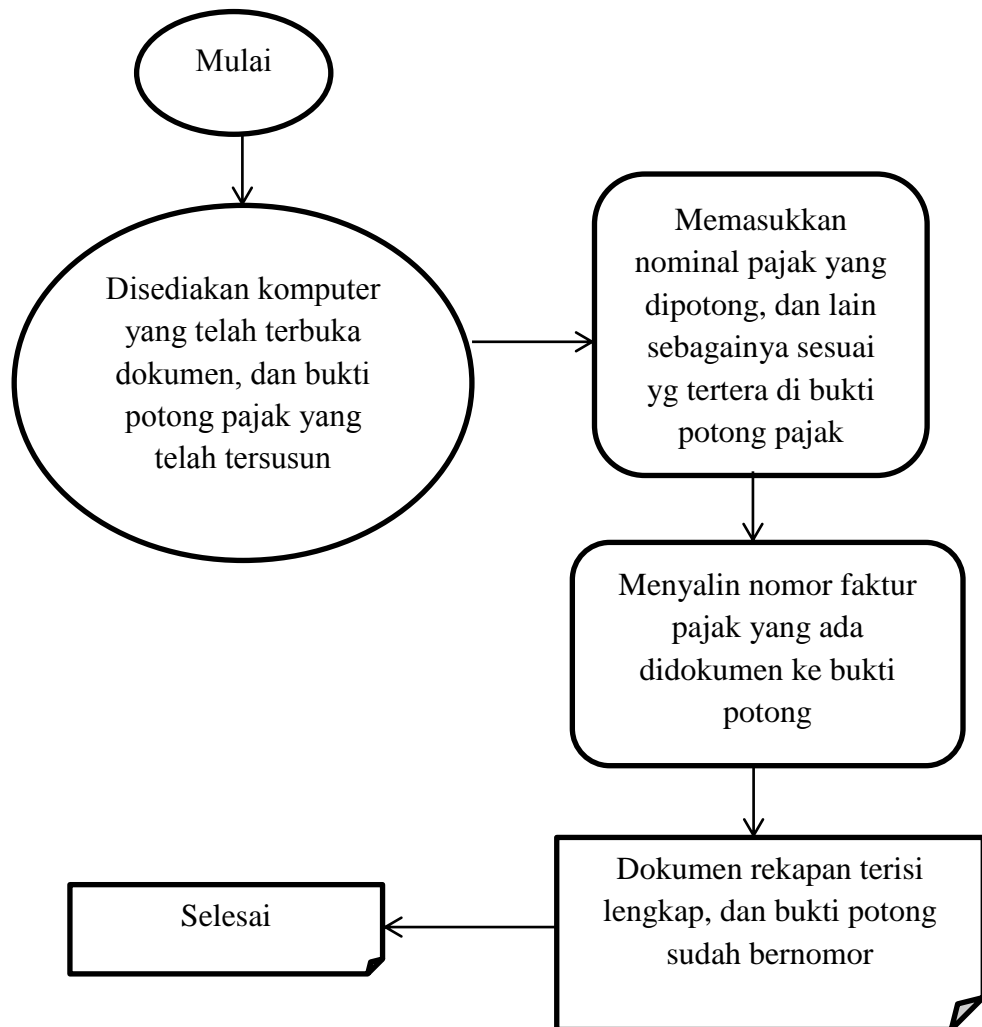 Mulai
Disediakan komputer
yang telah terbuka
dokumen, dan bukti
potong pajak yang
telah tersusun
Memasukkan
nominal pajak yang
dipotong, dan lain
sebagainya sesuai
yg tertera di bukti
potong pajak
Menyalin nomor faktur
pajak yang ada
didokumen ke bukti
potong
Dokumen rekapan terisi
lengkap, dan bukti potong
sudah bernomor
Selesai